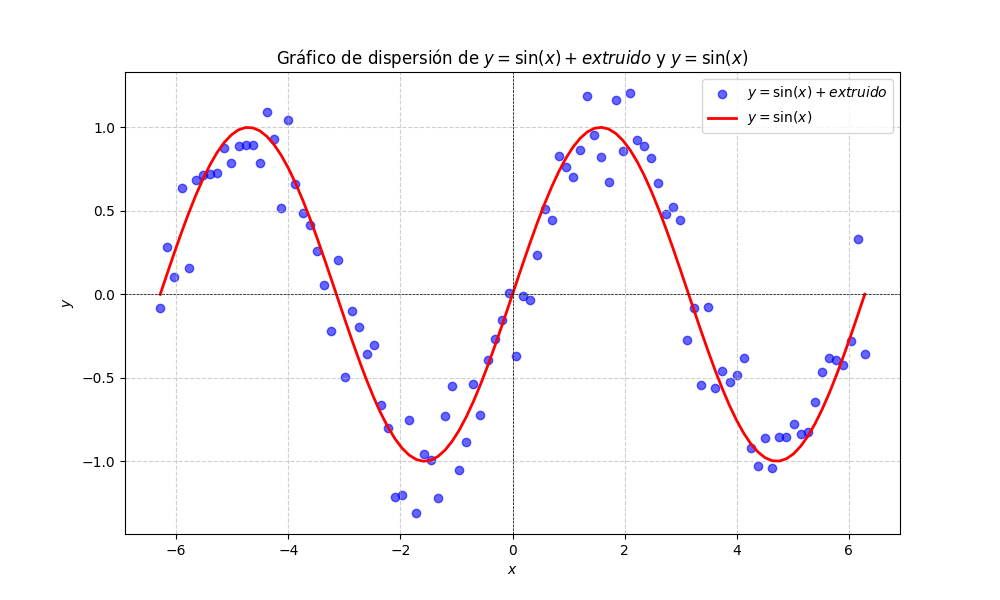 Gráfico de dispersión de y = sin(x) + extruido y y = sin(x)
y = sin(x) + extruido
y = sin(x)
1.0
0.5
0.0
−0.5
−1.0
y
−6 −4 −2 0 2 4 6
x